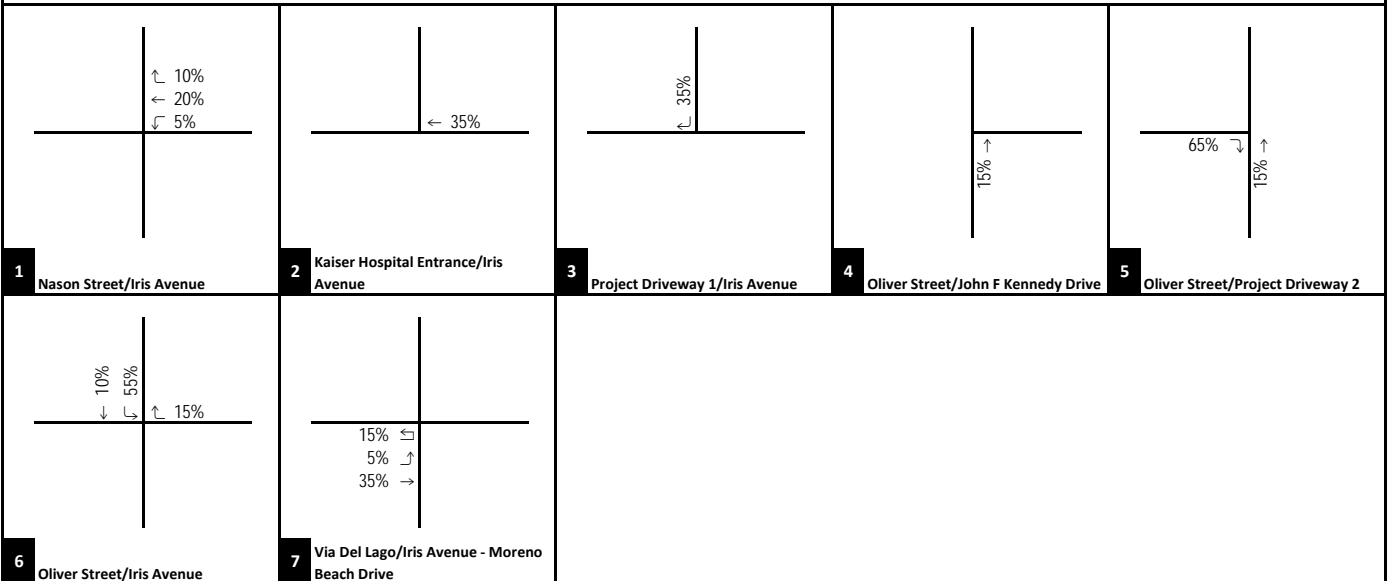 ↑ 10%
← 20%
↓ 5%
1 Nason Street/Iris Avenue
← 35%
2 Kaiser Hospital Entrance/Iris
Avenue
35%
3 Project Driveway 1/Iris Avenue
15% →
4 Oliver Street/John F Kennedy Drive
65%
15% →
5 Oliver Street/Project Driveway 2
10%
55%
15%
6 Oliver Street/Iris Avenue
15%
5%
35% →
7 Via Del Lago/Iris Avenue - Moreno
Beach Drive